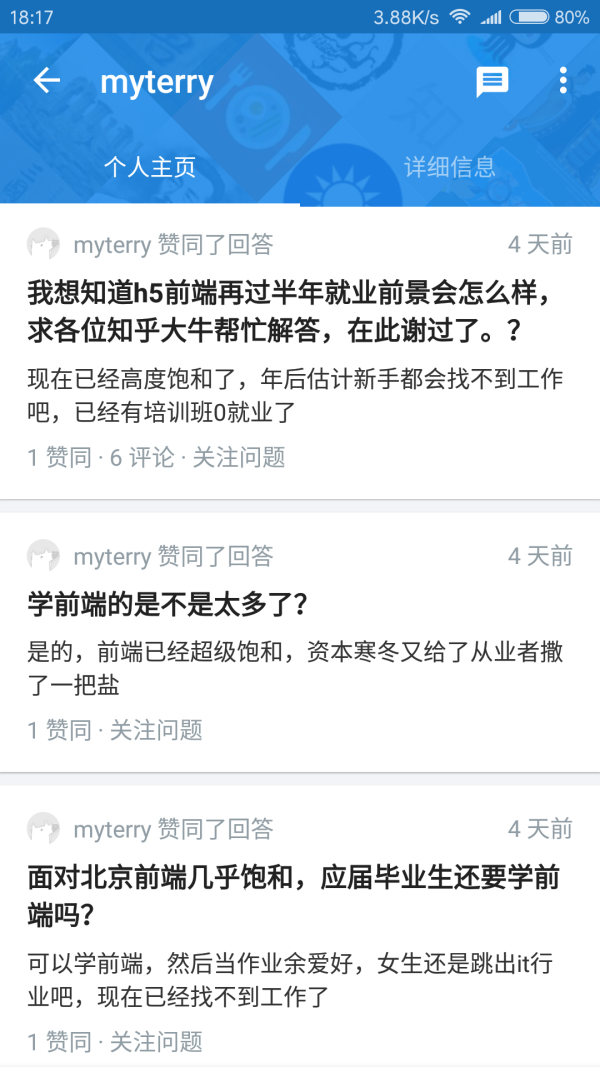 18:17
3.88K/s
80%
myterry
个人主页
详细信息
myterry 赞同了回答
4 天前
我想知道h5前端再过半年就业前景会怎么样，
求各位知乎大牛帮忙解答，在此谢过了。？
现在已经高度饱和了，年后估计新手都会找不到工作
吧，已经有培训班0就业了
1 赞同 · 6 评论 · 关注问题
myterry 赞同了回答
4 天前
学前端的是不是太多了？
是的，前端已经超级饱和，资本寒冬又给了从业者撒
了一把盐
1 赞同 · 关注问题
myterry 赞同了回答
4 天前
面对北京前端几乎饱和，应届毕业生还要学前
端吗？
可以学前端，然后当作业余爱好，女生还是跳出it行
业吧，现在已经找不到工作了
1 赞同 · 关注问题